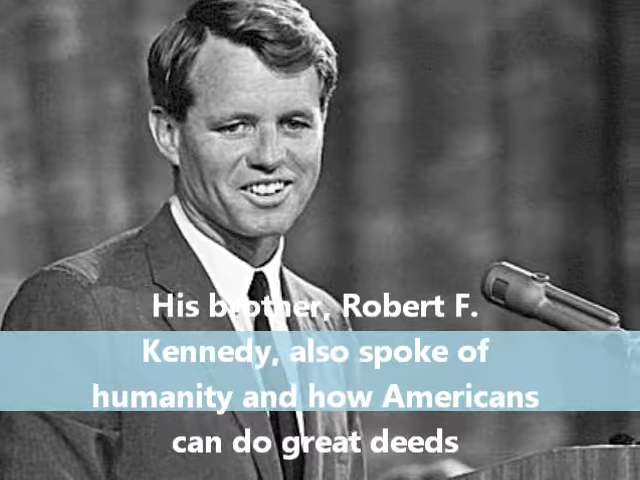 His brother, Robert F.
Kennedy, also spoke of
humanity and how Americans
can do great deeds